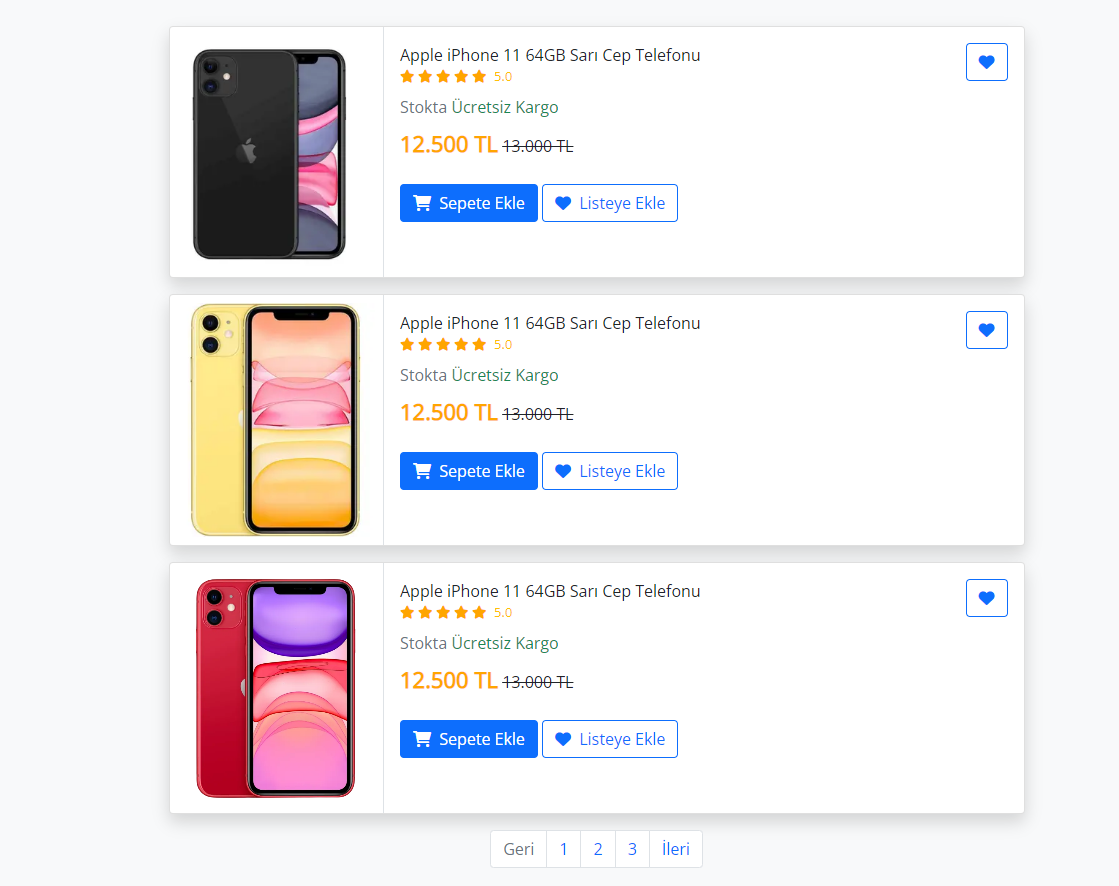 Apple iPhone 11 64GB Sarı Cep Telefonu
5.0
Stokta Ücretsiz Kargo
12.500 TL 13.000 TL
Sepete Ekle Listeye Ekle
Apple iPhone 11 64GB Sarı Cep Telefonu
5.0
Stokta Ücretsiz Kargo
12.500 TL 13.000 TL
Sepete Ekle Listeye Ekle
Apple iPhone 11 64GB Sarı Cep Telefonu
5.0
Stokta Ücretsiz Kargo
12.500 TL 13.000 TL
Sepete Ekle Listeye Ekle
Geri 1 2 3 İleri